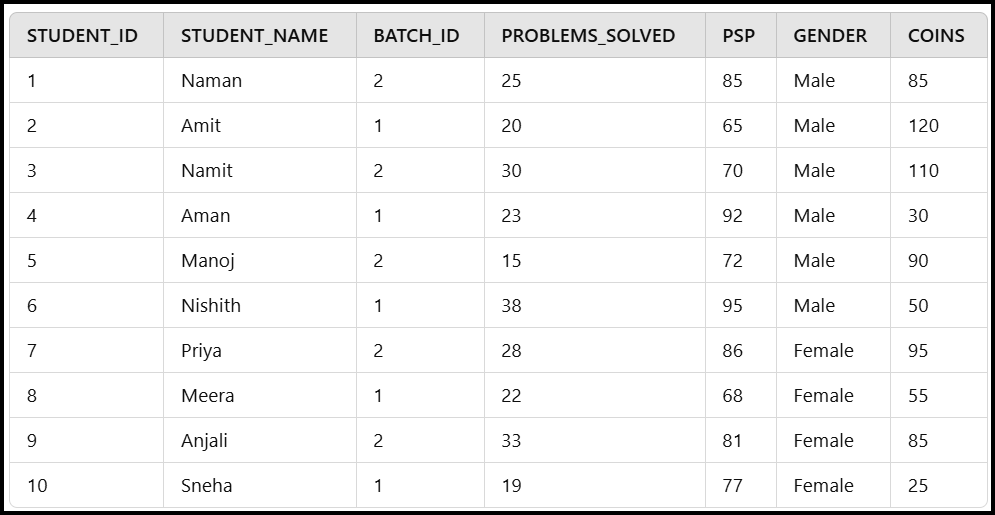 STUDENT_ID STUDENT_NAME BATCH_ID PROBLEMS_SOLVED PSP GENDER COINS
1 Naman 2 25 85 Male 85
2 Amit 1 20 65 Male 120
3 Namit 2 30 70 Male 110
4 Aman 1 23 92 Male 30
5 Manoj 2 15 72 Male 90
6 Nishith 1 38 95 Male 50
7 Priya 2 28 86 Female 95
8 Meera 1 22 68 Female 55
9 Anjali 2 33 81 Female 85
10 Sneha 1 19 77 Female 25